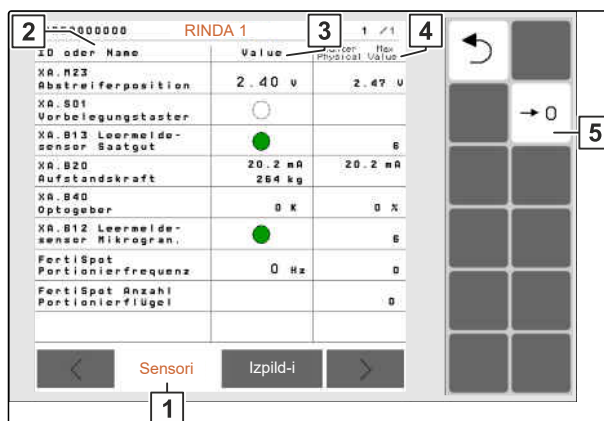 RINDA 1
1 /1
2
3
4
ID oder Name
Value
Max
Physical Value
XA.M23
Abstreiferposition
2.40 V
2.47 V
XA.S01
Vorbelegungstaster
XA.B13 Leermelde-
sensor Saatgut
6
XA.B20
Aufstandskraft
20.2 mA
264 kg
20.2 mA
XA.B40
Optogeber
0 K
0 %
XA.B12 Leermelde-
sensor Mikrogran.
6
FertiSpot
Portionierfrequenz
0 Hz
0
FertiSpot Anzahl
Portionierflügel
0
< Sensori Izpild-i >
1
→ 0
5